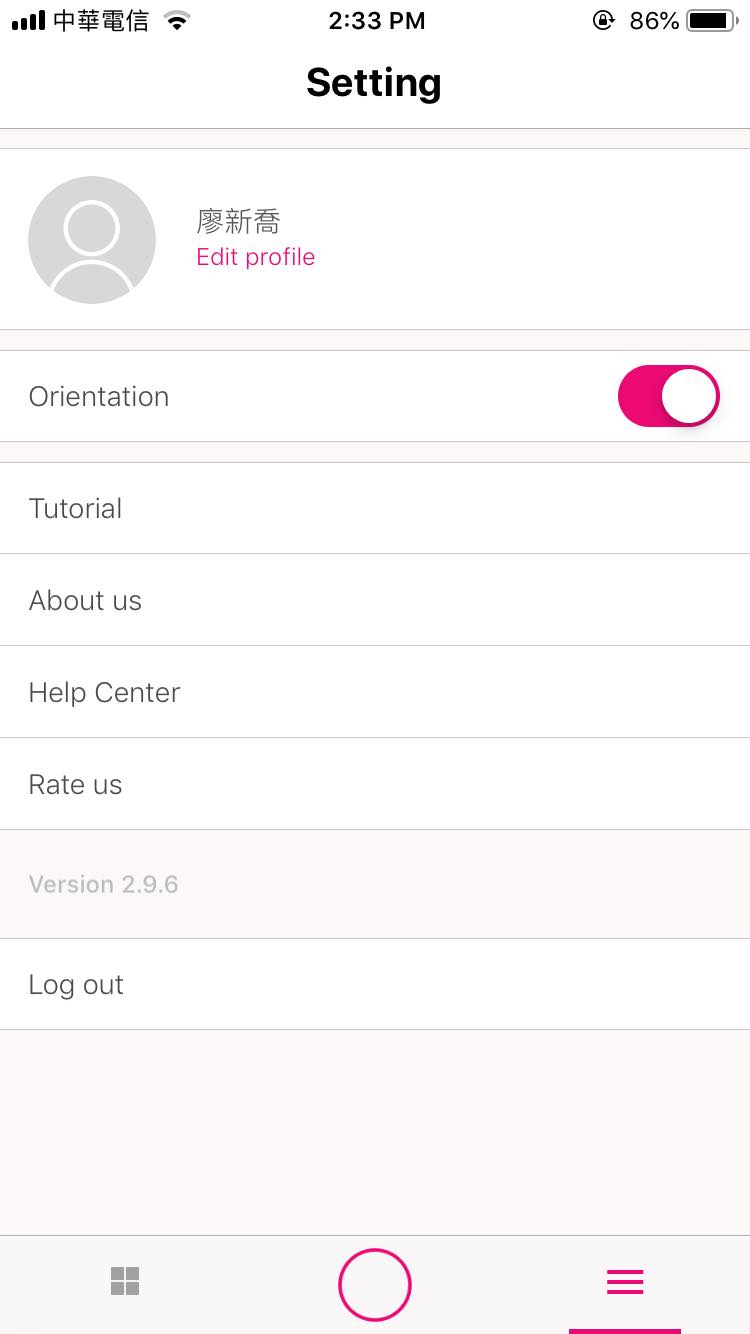 中華電信
2:33 PM
86%
Setting
廖新喬
Edit profile
Orientation
Tutorial
About us
Help Center
Rate us
Version 2.9.6
Log out